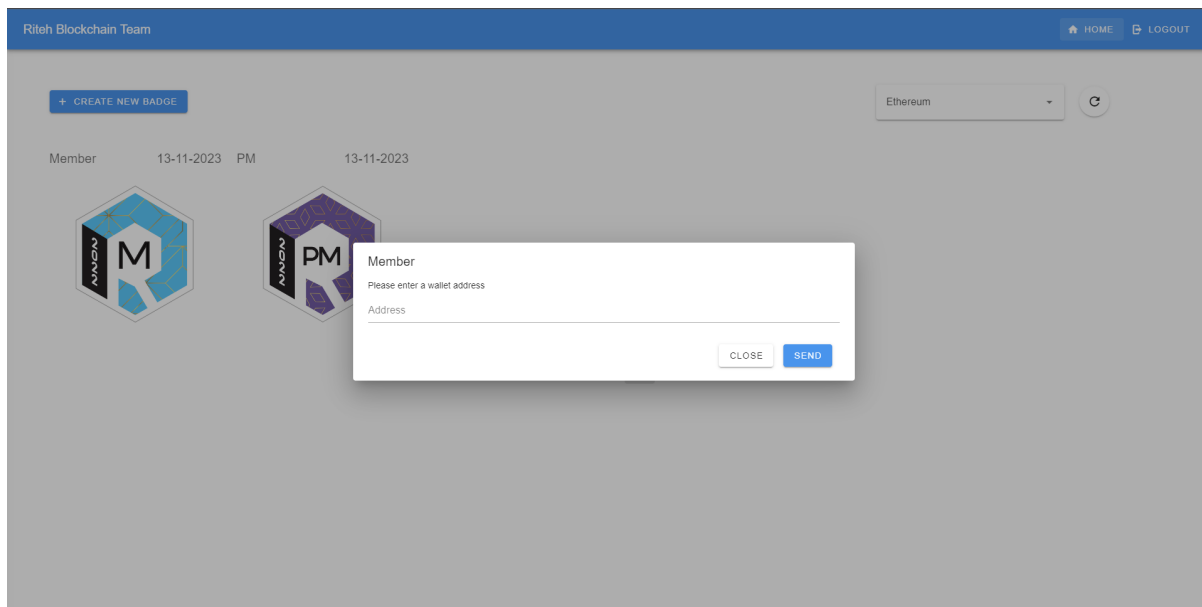 Riteh Blockchain Team
HOME
LOGOUT
+ CREATE NEW BADGE
Ethereum
Member 13-11-2023 PM 13-11-2023
2022 M
2022 PM
Member
Please enter a wallet address
Address
CLOSE SEND